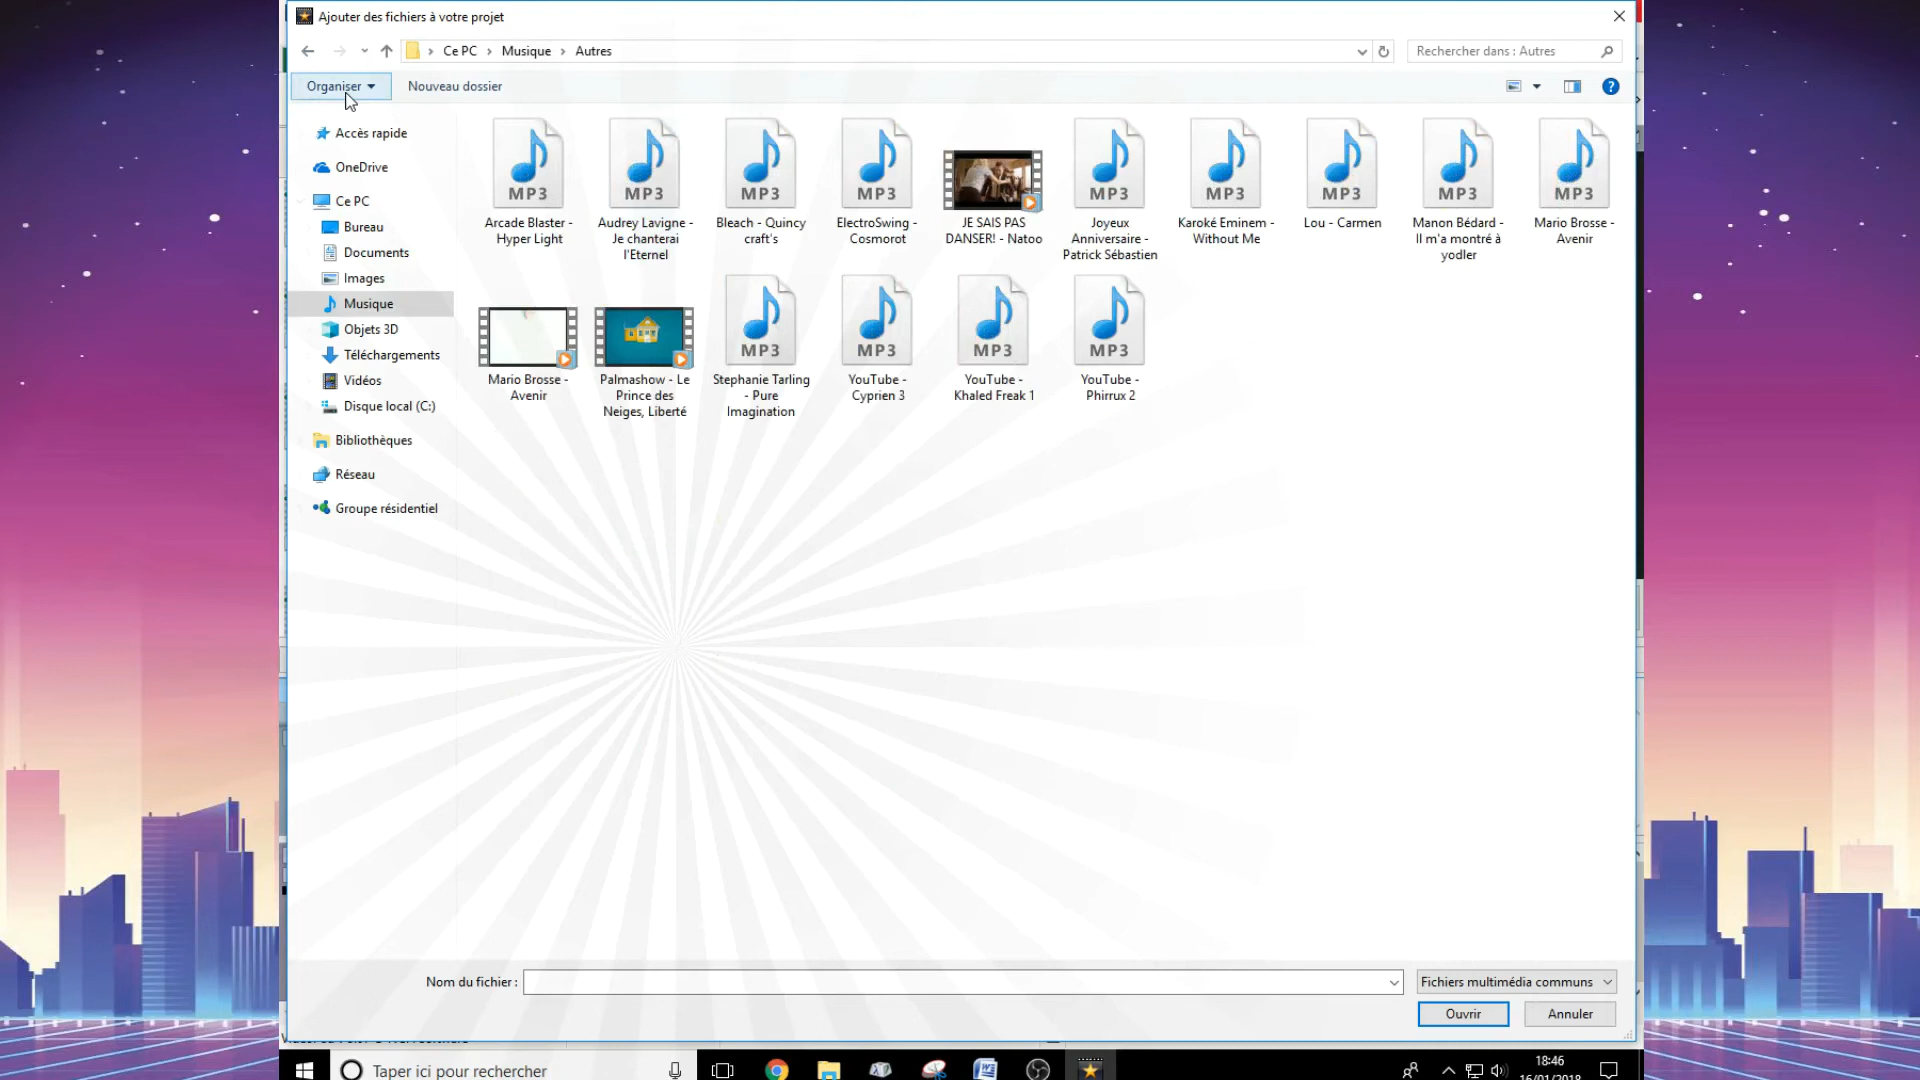 Ajouter des fichiers à votre projet
Ce PC > Musique > Autres
Rechercher dans : Autres
Organiser
Nouveau dossier
Accès rapide
OneDrive
Ce PC
Bureau
Documents
Images
Musique
Objets 3D
Téléchargements
Vidéos
Disque local (C:)
Bibliothèques
Réseau
Groupe résidentiel
MP3
Arcade Blaster -
Hyper Light
MP3
Audrey Lavigne -
Je chanterai
l'Eternel
MP3
Bleach - Quincy
craft's
MP3
ElectroSwing -
Cosmorot
JE SAIS PAS
DANSER! - Natoo
MP3
Joyeux
Anniversaire -
Patrick Sébastien
MP3
Karoké Eminem -
Without Me
MP3
Lou - Carmen
MP3
Manon Bédard -
Il m'a montré à
yodler
MP3
Mario Brosse -
Avenir
Mario Brosse -
Avenir
Palmashow - Le
Prince des
Neiges, Liberté
MP3
Stephanie Tarling
- Pure
Imagination
MP3
YouTube -
Cyprien 3
MP3
YouTube -
Khaled Freak 1
MP3
YouTube -
Phirrux 2
Nom du fichier :
Fichiers multimédia communs
Ouvrir
Annuler
Taper ici pour rechercher
18:46
16/01/2018